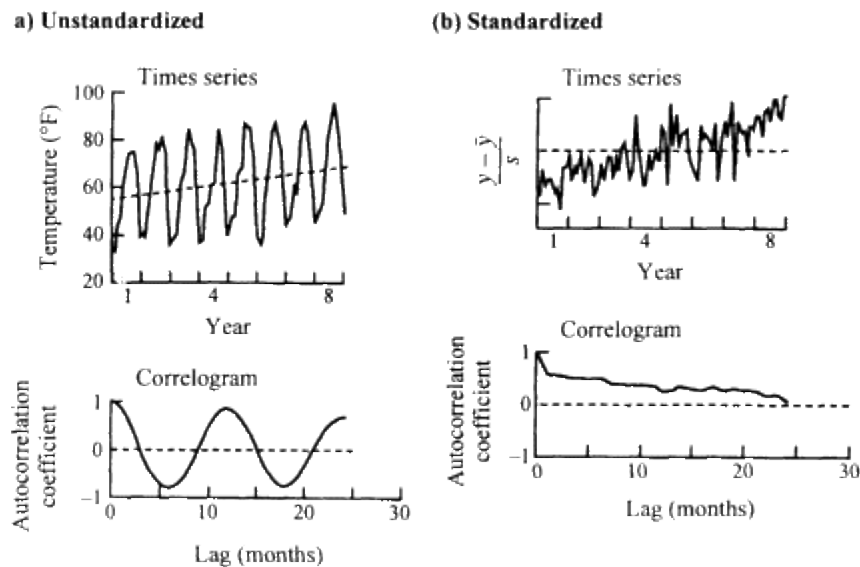 a) Unstandardized
Times series
Temperature (°F)
100
80
60
40
20
1 4 8
Year
Correlogram
Autocorrelation
coefficient
1
0
−1
0 10 20 30
Lag (months)
(b) Standardized
Times series
y − ȳ
s
1 4 8
Year
Correlogram
Autocorrelation
coefficient
1
0
−1
0 10 20 30
Lag (months)